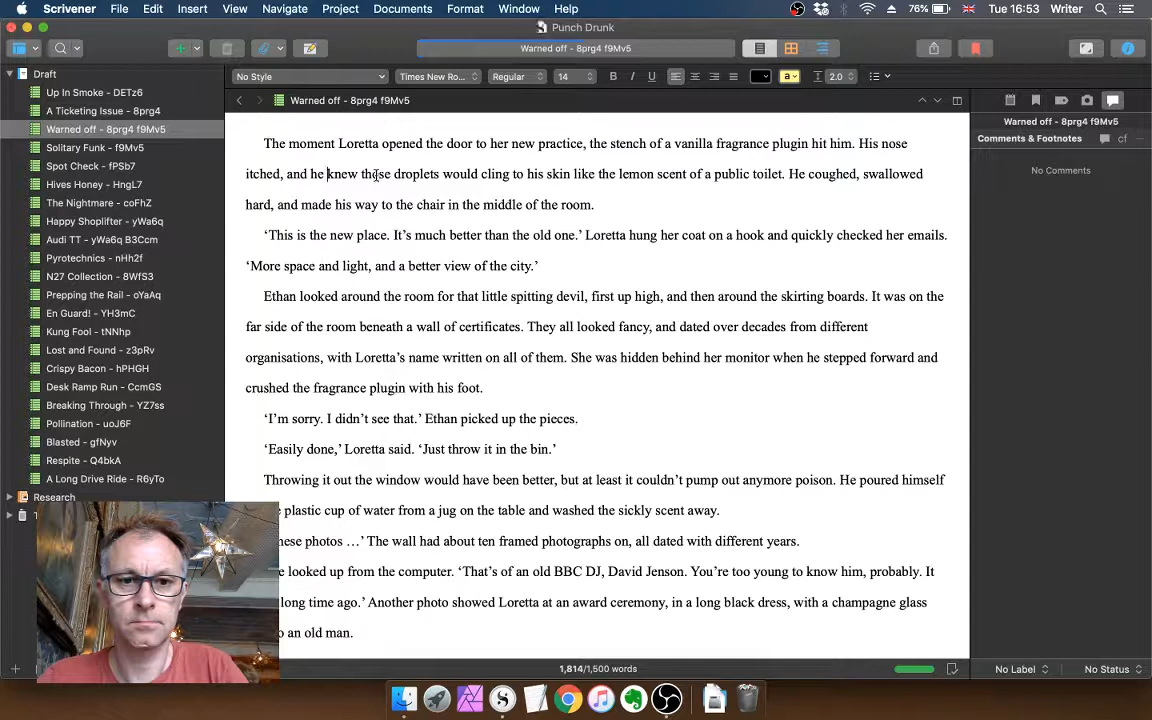 Scrivener File Edit Insert View Navigate Project Documents Format Window Help 76% Tue 16:53 Writer
Punch Drunk
Warned off - 8prg4 f9Mv5
Draft
Up In Smoke - DETz6
A Ticketing Issue - 8prg4
Warned off - 8prg4 f9Mv5
Solitary Funk - f9Mv5
Spot Check - fPSb7
Hives Honey - HngL7
The Nightmare - coFhZ
Happy Shoplifter - yWa6q
Audi TT - yWa6q B3Ccm
Pyrotechnics - nHh2f
N27 Collection - 8WfS3
Prepping the Rail - oYaAq
En Guard! - YH3mC
Kung Fool - tNNhp
Lost and Found - z3pRv
Crispy Bacon - hPHGH
Desk Ramp Run - CcmGS
Breaking Through - YZ7ss
Pollination - uoJ6F
Blasted - gfNyv
Respite - Q4bkA
A Long Drive Ride - R6yTo
Research
T
No Style Times New Ro... Regular 14 B I U a 2.0
Warned off - 8prg4 f9Mv5
The moment Loretta opened the door to her new practice, the stench of a vanilla fragrance plugin hit him. His nose
itched, and he knew those droplets would cling to his skin like the lemon scent of a public toilet. He coughed, swallowed
hard, and made his way to the chair in the middle of the room.
‘This is the new place. It’s much better than the old one.’ Loretta hung her coat on a hook and quickly checked her emails.
‘More space and light, and a better view of the city.’
Ethan looked around the room for that little spitting devil, first up high, and then around the skirting boards. It was on the
far side of the room beneath a wall of certificates. They all looked fancy, and dated over decades from different
organisations, with Loretta’s name written on all of them. She was hidden behind her monitor when he stepped forward and
crushed the fragrance plugin with his foot.
‘I’m sorry. I didn’t see that.’ Ethan picked up the pieces.
‘Easily done,’ Loretta said. ‘Just throw it in the bin.’
Throwing it out the window would have been better, but at least it couldn’t pump out anymore poison. He poured himself
plastic cup of water from a jug on the table and washed the sickly scent away.
hese photos …’ The wall had about ten framed photographs on, all dated with different years.
e looked up from the computer. ‘That’s of an old BBC DJ, David Jenson. You’re too young to know him, probably. It
long time ago.’ Another photo showed Loretta at an award ceremony, in a long black dress, with a champagne glass
o an old man.
1,814/1,500 words
Warned off - 8prg4 f9Mv5
Comments & Footnotes cf
No Comments
No Label No Status